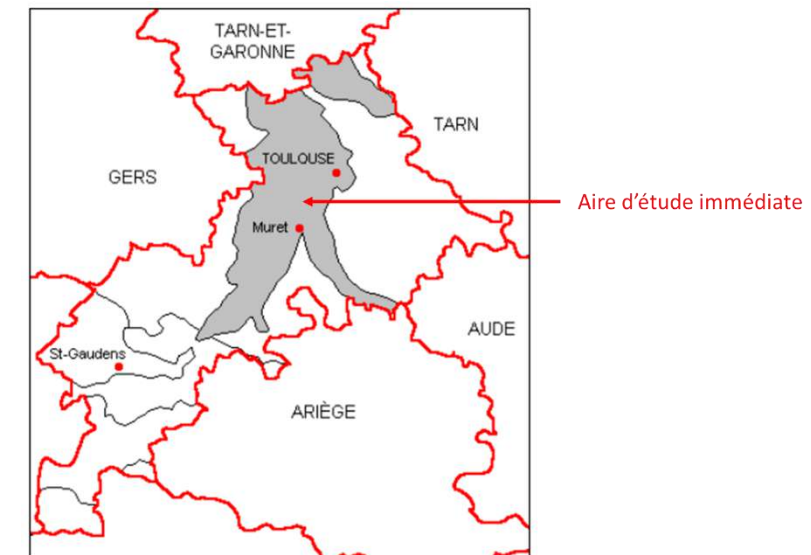 TARN-ET-
GARONNE
TARN
TOULOUSE
GERS
Aire d’étude immédiate
Muret
AUDE
St-Gaudens
ARIÈGE